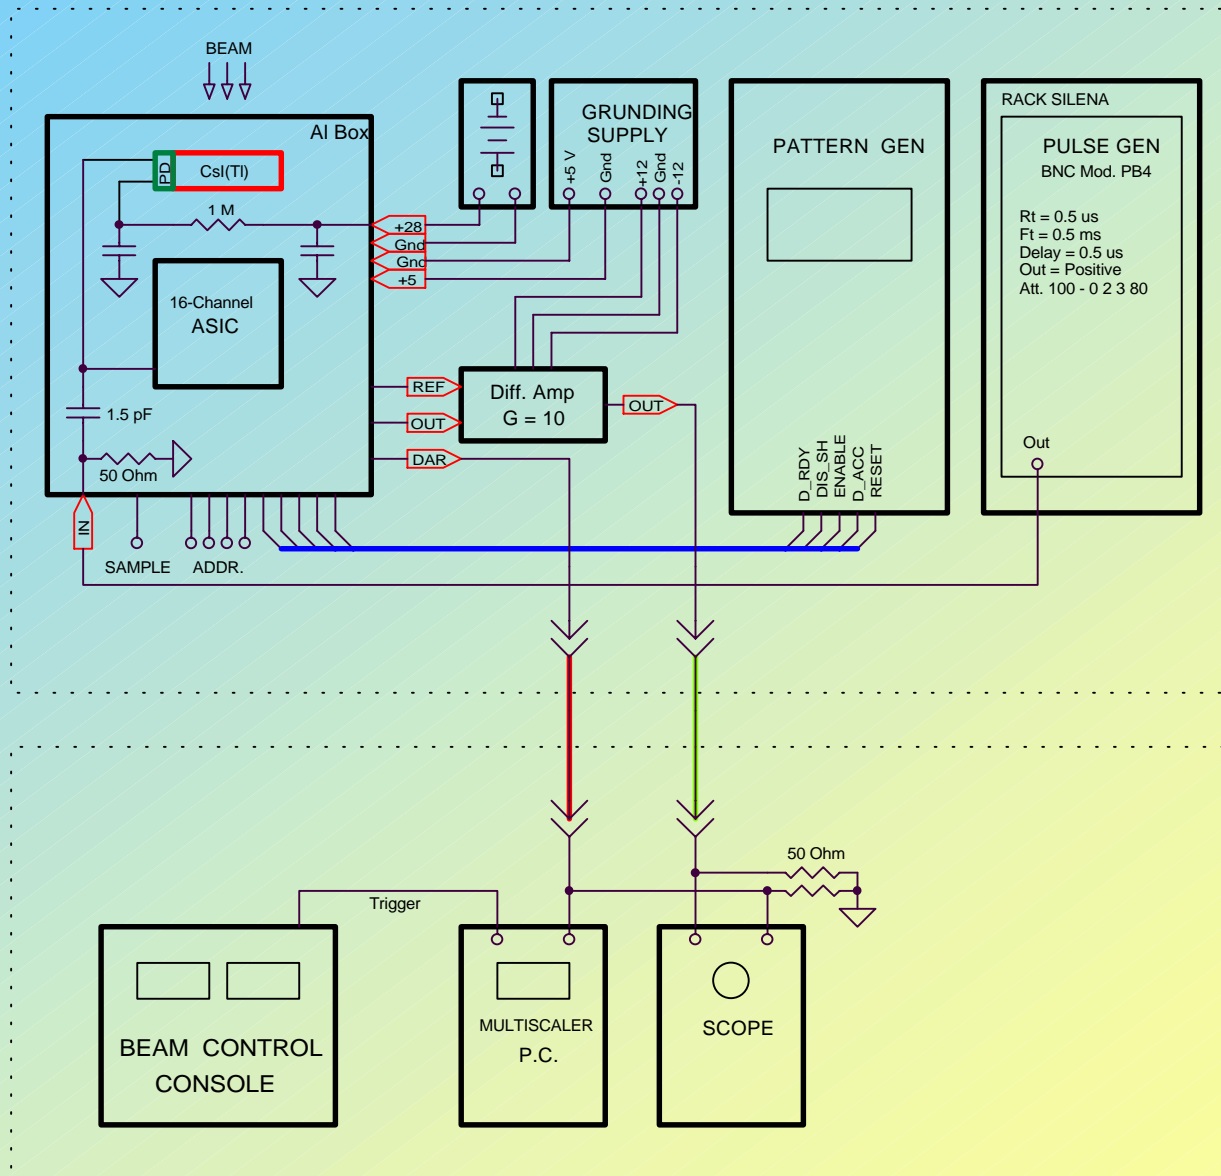 BEAM
Al Box
PD
CsI(Tl)
1 M
+28
Gnd
Gnd
+5
16-Channel
ASIC
1.5 pF
50 Ohm
IN
SAMPLE
ADDR.
REF
OUT
DAR
GRUNDING
SUPPLY
+5 V
Gnd
+12
Gnd
-12
Diff. Amp
G = 10
OUT
PATTERN GEN
D_RDY
DIS_SH
ENABLE
D_ACC
RESET
RACK SILENA
PULSE GEN
BNC Mod. PB4
Rt = 0.5 us
Ft = 0.5 ms
Delay = 0.5 us
Out = Positive
Att. 100 - 0 2 3 80
Out
50 Ohm
Trigger
BEAM CONTROL
CONSOLE
MULTISCALER
P.C.
SCOPE